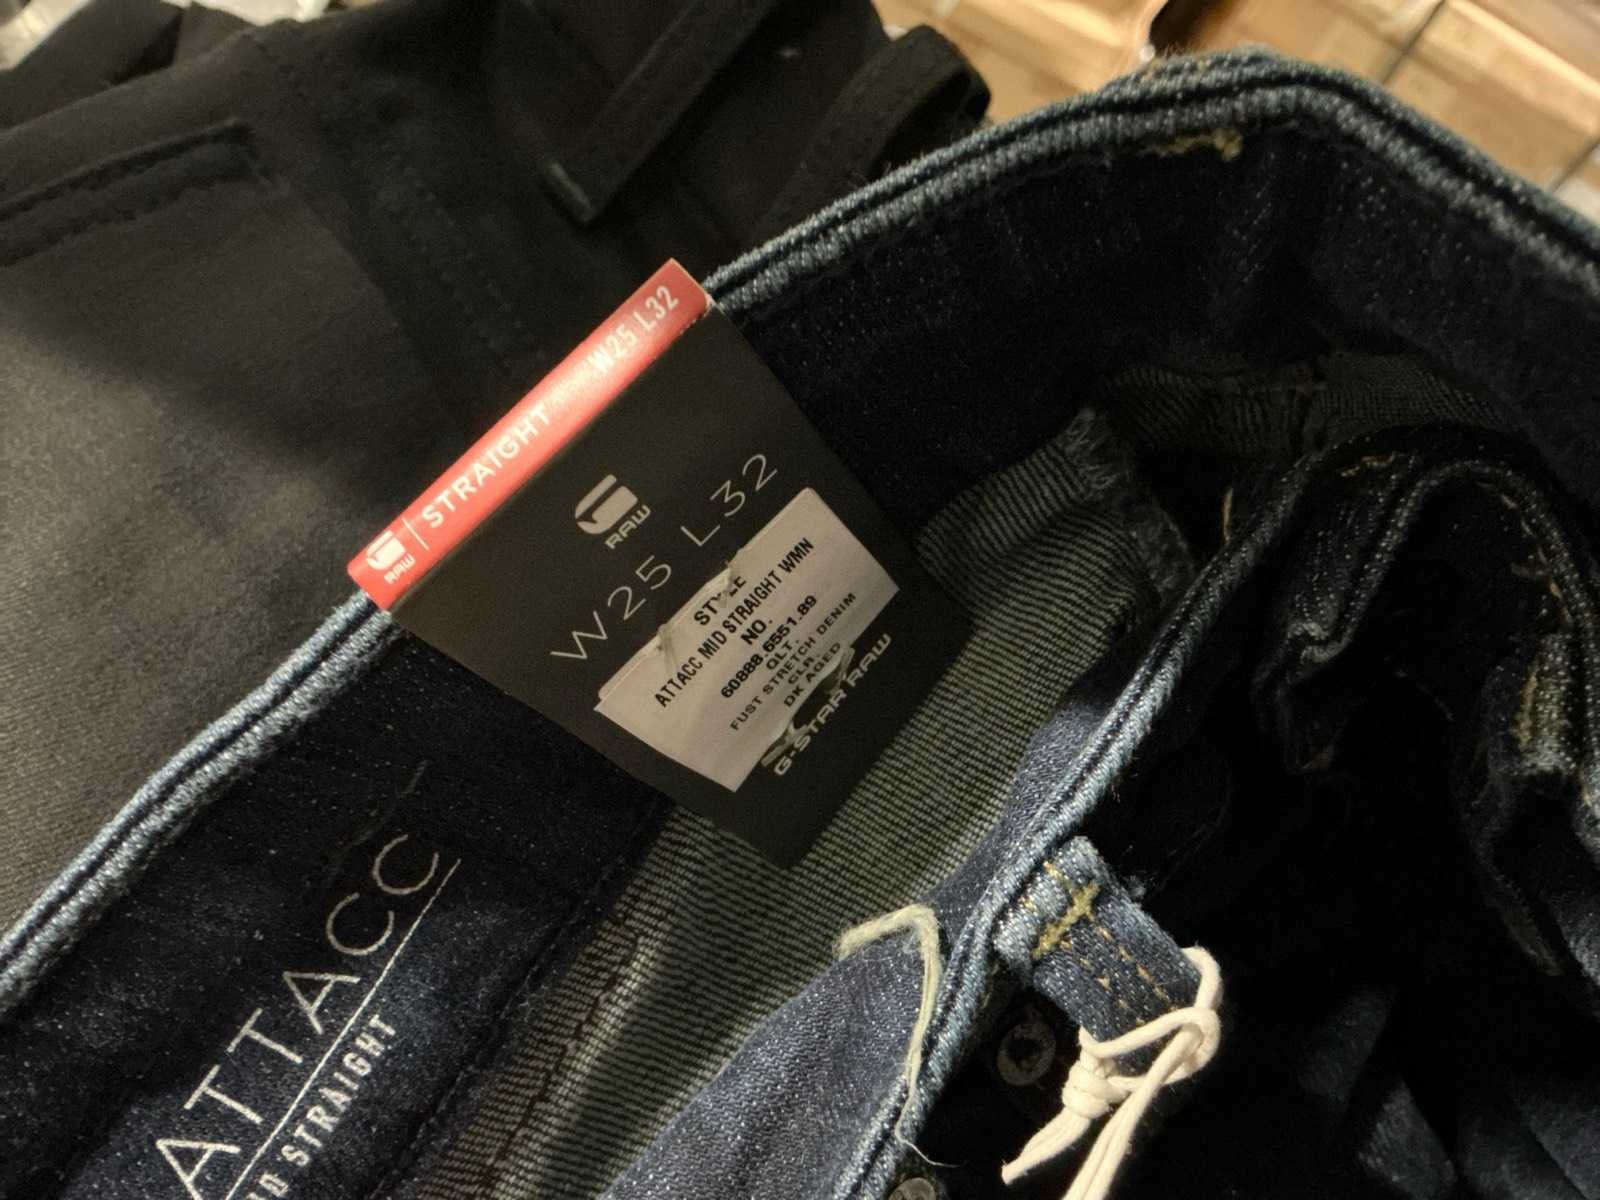 RAW | STRAIGHT W25 L32
RAW
W25 L32
STYLE
ATTACC MID STRAIGHT WMN
NO.
60888.6551.89
QLT.
FUST STRETCH DENIM
CLR
DK AGED
G-STAR RAW
ATTACC
STRAIGHT